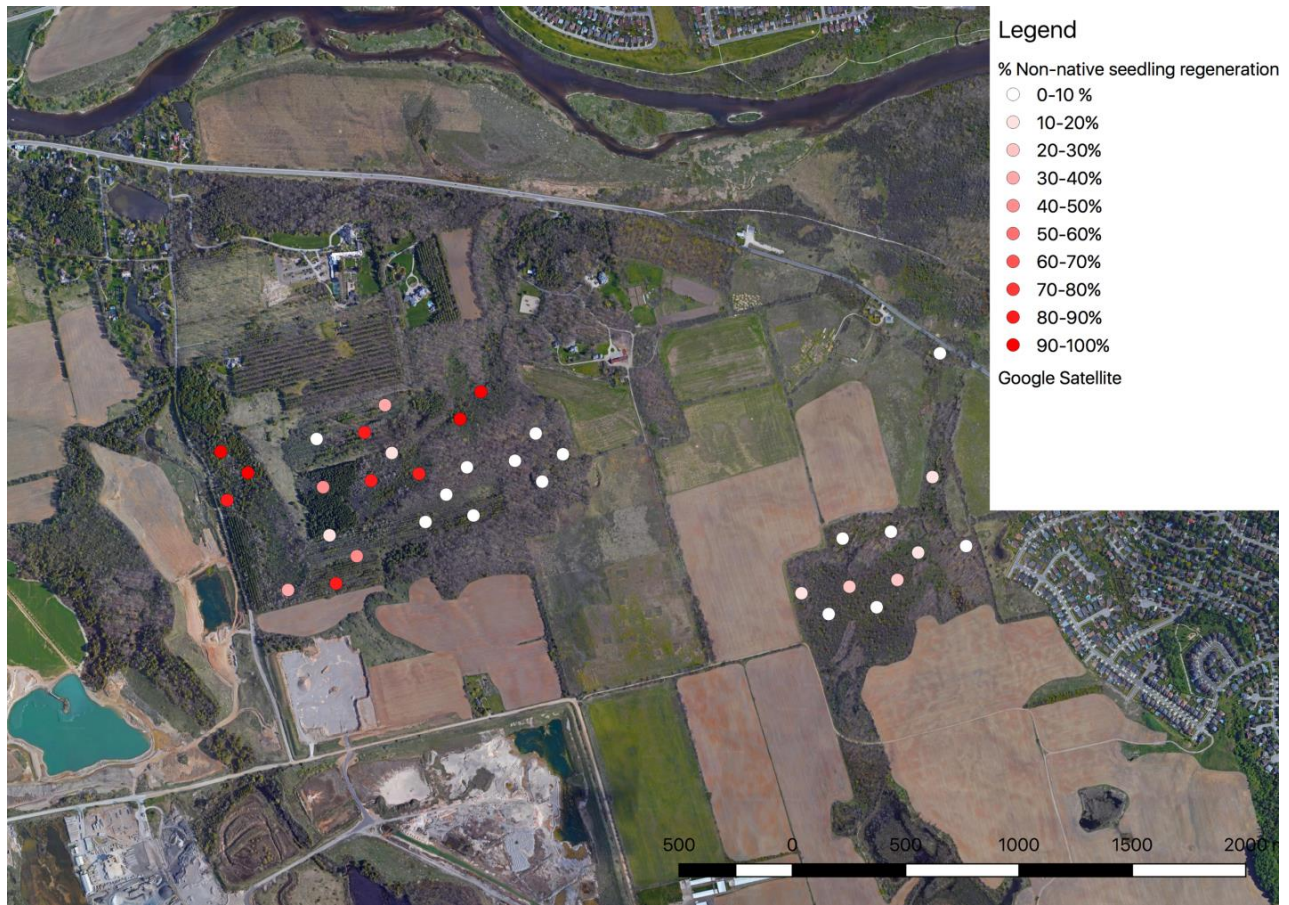 Legend
% Non-native seedling regeneration
0-10 %
10-20%
20-30%
30-40%
40-50%
50-60%
60-70%
70-80%
80-90%
90-100%
Google Satellite
500 0 500 1000 1500 2000 m